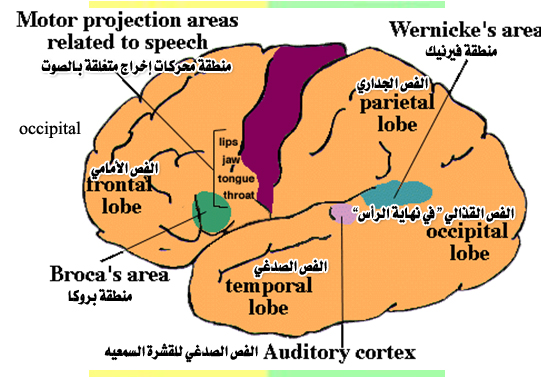 Motor projection areas
related to speech
منطقة محركات إخراج متعلقة بالصوت
Wernicke's area
منطقة فيرنيك
الفص الجداري
parietal
lobe
occipital
lips
jaw
tongue
throat
الفص الأمامي
frontal
lobe
الفص القذالي "في نهاية الرأس"
occipital
lobe
Broca's area
منطقة بروكا
الفص الصدغي
temporal
lobe
الفص الصدغي للقشرة السمعيه Auditory cortex